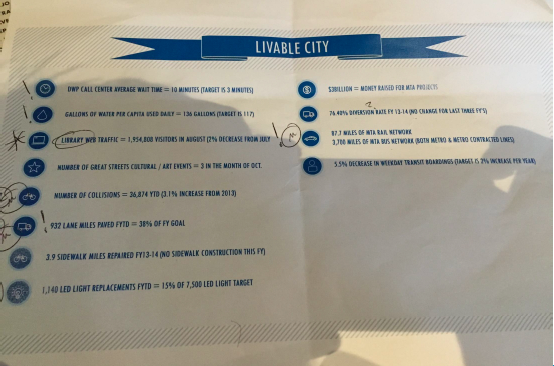 LIVABLE CITY
DWP CALL CENTER AVERAGE WAIT TIME = 10 MINUTES (TARGET IS 3 MINUTES)
GALLONS OF WATER PER CAPITA USED DAILY = 136 GALLONS (TARGET IS 117)
LIBRARY WEB TRAFFIC = 1,954,808 VISITORS IN AUGUST (2% DECREASE FROM JULY
NUMBER OF GREAT STREETS CULTURAL / ART EVENTS = 3 IN THE MONTH OF OCT.
NUMBER OF COLLISIONS = 36,874 YTD (3.1% INCREASE FROM 2013)
932 LANE MILES PAVED FYTD = 38% OF FY GOAL
3.9 SIDEWALK MILES REPAIRED FY13-14 (NO SIDEWALK CONSTRUCTION THIS FY)
1,140 LED LIGHT REPLACEMENTS FYTD = 15% OF 7,500 LED LIGHT TARGET
$3BILLION = MONEY RAISED FOR MTA PROJECTS
76.40% DIVERSION RATE FY 13-14 (NO CHANGE FOR LAST THREE FY'S)
87.7 MILES OF MTA RAIL NETWORK
3,700 MILES OF MTA BUS NETWORK (BOTH METRO & METRO CONTRACTED LINES)
5.5% DECREASE IN WEEKDAY TRANSIT BOARDINGS (TARGET IS 3% INCREASE PER YEAR)